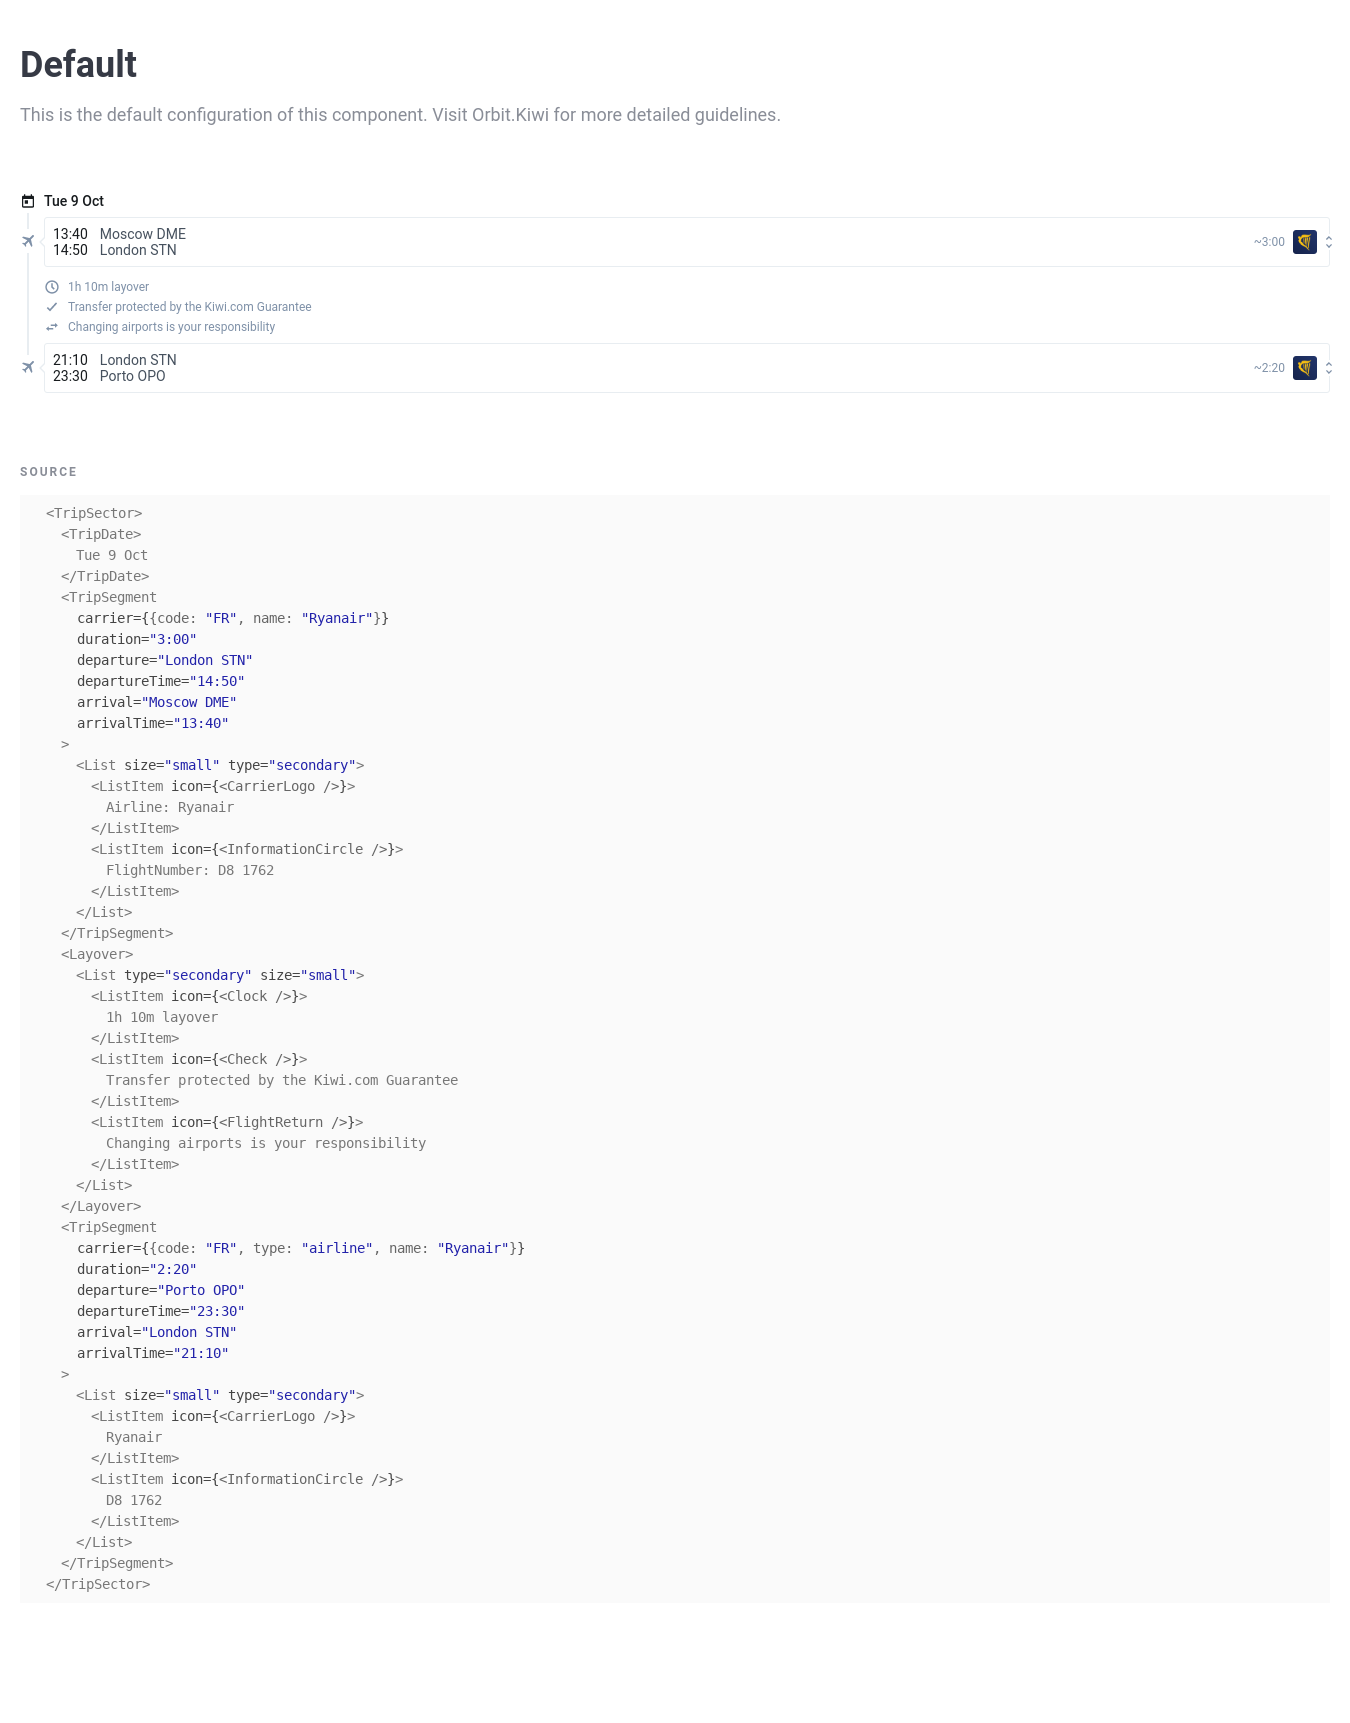 Default
This is the default configuration of this component. Visit Orbit.Kiwi for more detailed guidelines.
Tue 9 Oct
13:40 Moscow DME ~3:00
14:50 London STN
1h 10m layover
Transfer protected by the Kiwi.com Guarantee
Changing airports is your responsibility
21:10 London STN ~2:20
23:30 Porto OPO
SOURCE
<TripSector>
<TripDate>
Tue 9 Oct
</TripDate>
<TripSegment
carrier={{code: "FR", name: "Ryanair"}}
duration="3:00"
departure="London STN"
departureTime="14:50"
arrival="Moscow DME"
arrivalTime="13:40"
>
<List size="small" type="secondary">
<ListItem icon={<CarrierLogo />}>
Airline: Ryanair
</ListItem>
<ListItem icon={<InformationCircle />}>
FlightNumber: D8 1762
</ListItem>
</List>
</TripSegment>
<Layover>
<List type="secondary" size="small">
<ListItem icon={<Clock />}>
1h 10m layover
</ListItem>
<ListItem icon={<Check />}>
Transfer protected by the Kiwi.com Guarantee
</ListItem>
<ListItem icon={<FlightReturn />}>
Changing airports is your responsibility
</ListItem>
</List>
</Layover>
<TripSegment
carrier={{code: "FR", type: "airline", name: "Ryanair"}}
duration="2:20"
departure="Porto OPO"
departureTime="23:30"
arrival="London STN"
arrivalTime="21:10"
>
<List size="small" type="secondary">
<ListItem icon={<CarrierLogo />}>
Ryanair
</ListItem>
<ListItem icon={<InformationCircle />}>
D8 1762
</ListItem>
</List>
</TripSegment>
</TripSector>